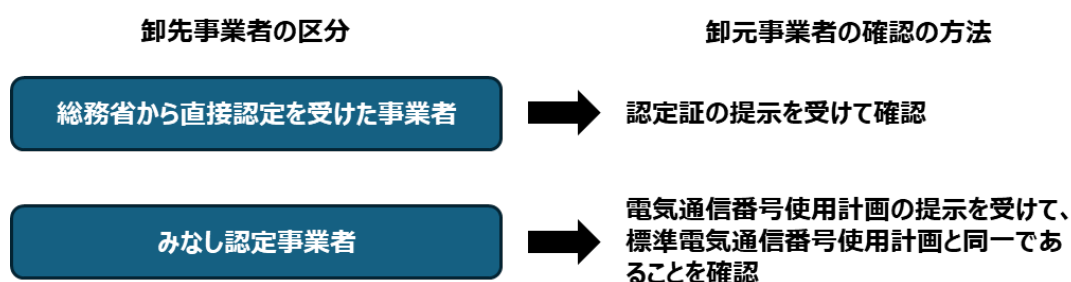 卸先事業者の区分
卸元事業者の確認の方法
総務省から直接認定を受けた事業者
認定証の提示を受けて確認
みなし認定事業者
電気通信番号使用計画の提示を受けて、
標準電気通信番号使用計画と同一であ
ることを確認